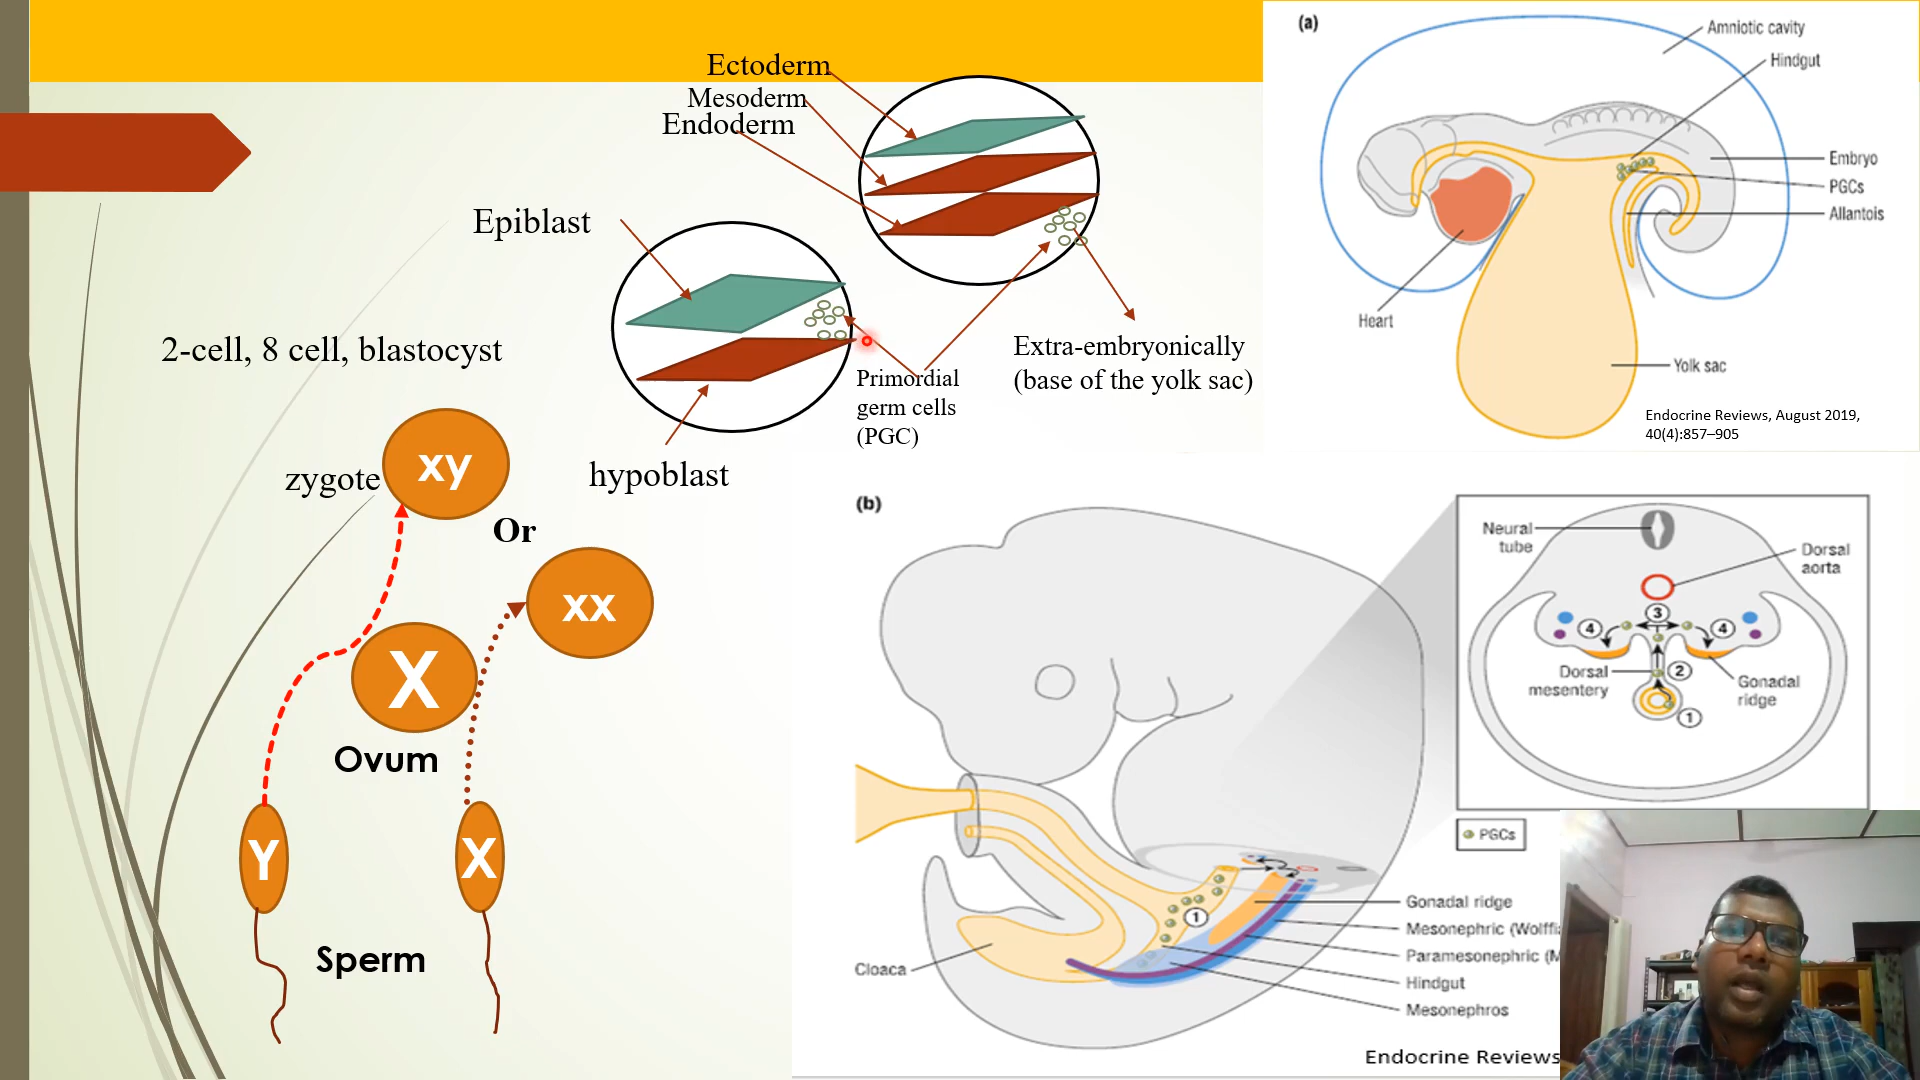 Ectoderm
Mesoderm
Endoderm
Epiblast
2-cell, 8 cell, blastocyst
Primordial
germ cells
(PGC)
Extra-embryonically
(base of the yolk sac)
hypoblast
zygote
xy
Or
xx
X
Ovum
Y
X
Sperm
(a)
Amniotic cavity
Hindgut
Embryo
PGCs
Allantois
Heart
Yolk sac
Endocrine Reviews, August 2019,
40(4):857–905
(b)
Neural
tube
Dorsal
aorta
3
4
4
Dorsal
mesentery
2
Gonadal
ridge
1
PGCs
1
Gonadal ridge
Mesonephric (Wolffi
Paramesonephric (M
Hindgut
Mesonephros
Cloaca
Endocrine Reviews